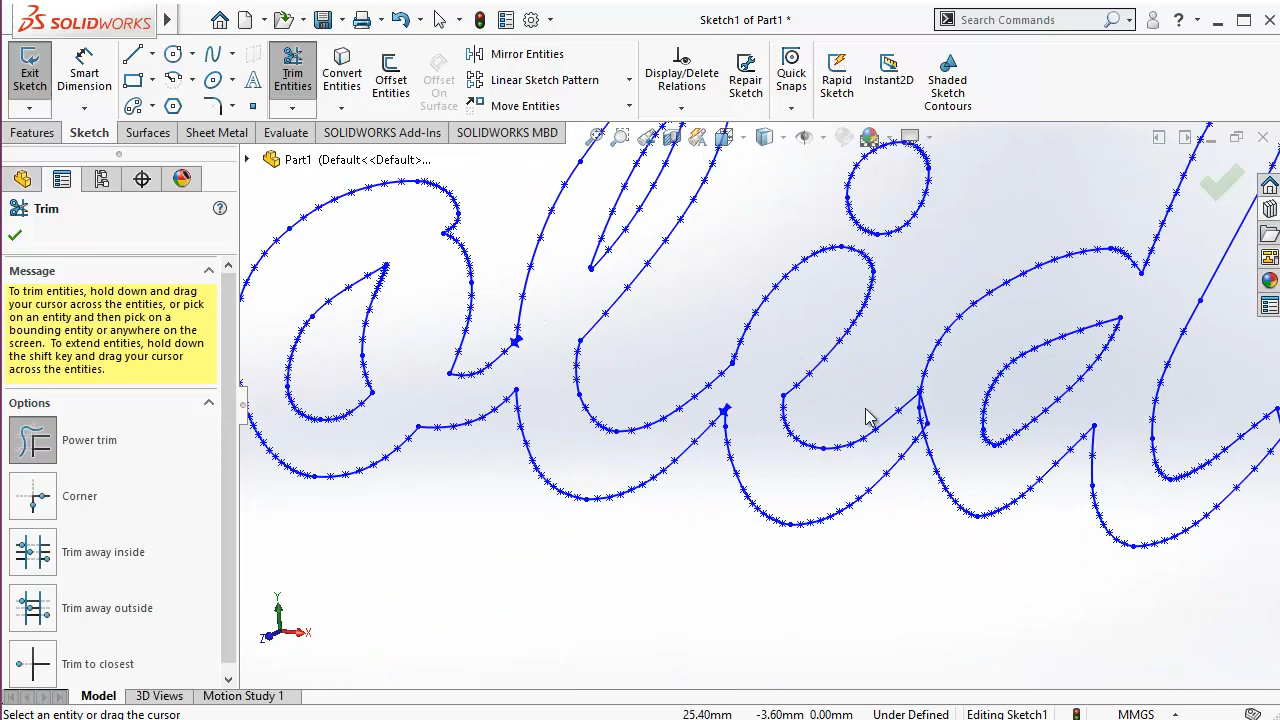 SOLIDWORKS
Sketch1 of Part1 *
Search Commands
?
Exit Sketch
Smart Dimension
Trim Entities
Convert Entities
Offset Entities
Offset On Surface
Mirror Entities
Linear Sketch Pattern
Move Entities
Display/Delete Relations
Repair Sketch
Quick Snaps
Rapid Sketch
Instant2D
Shaded Sketch Contours
Features
Sketch
Surfaces
Sheet Metal
Evaluate
SOLIDWORKS Add-Ins
SOLIDWORKS MBD
Part1 (Default<<Default>...
Trim
?
Message
To trim entities, hold down and drag
your cursor across the entities, or pick
on an entity and then pick on a
bounding entity or anywhere on the
screen. To extend entities, hold down
the shift key and drag your cursor
across the entities.
Options
Power trim
Corner
Trim away inside
Trim away outside
Trim to closest
Y
Z
X
Model
3D Views
Motion Study 1
Select an entity or drag the cursor
25.40mm
-3.60mm 0.00mm
Under Defined
Editing Sketch1
MMGS